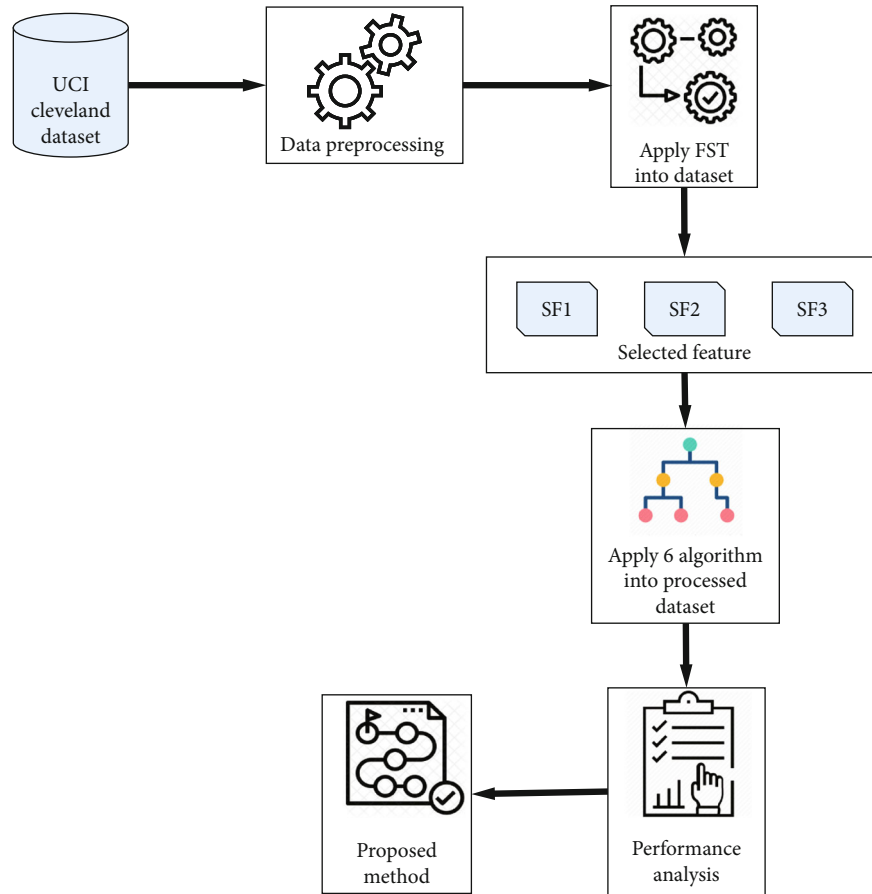 UCI
cleveland
dataset
Data preprocessing
Apply FST
into dataset
SF1
SF2
SF3
Selected feature
Apply 6 algorithm
into processed
dataset
Performance
analysis
Proposed
method